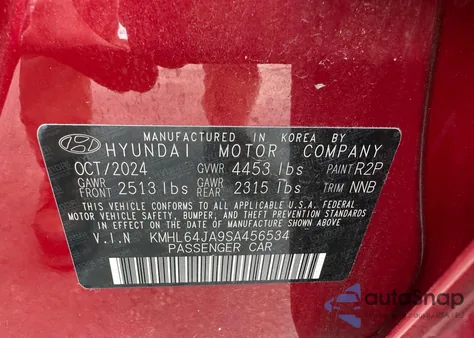 MANUFACTURED IN KOREA BY
HYUNDAI MOTOR COMPANY
OCT/2024 GVWR 4453 lbs PAINT R2P
GAWR FRONT 2513 lbs GAWR REAR 2315 lbs TRIM NNB
THIS VEHICLE CONFORMS TO ALL APPLICABLE U.S. FEDERAL
MOTOR VEHICLE SAFETY, BUMPER, AND THEFT PREVENTION
STANDARDS IN EFFECT ON THE DATE OF MANUFACTURE SHOWN
ABOVE.
V.I.N KMHL64JA9SA456534
PASSENGER CAR
autoSnap